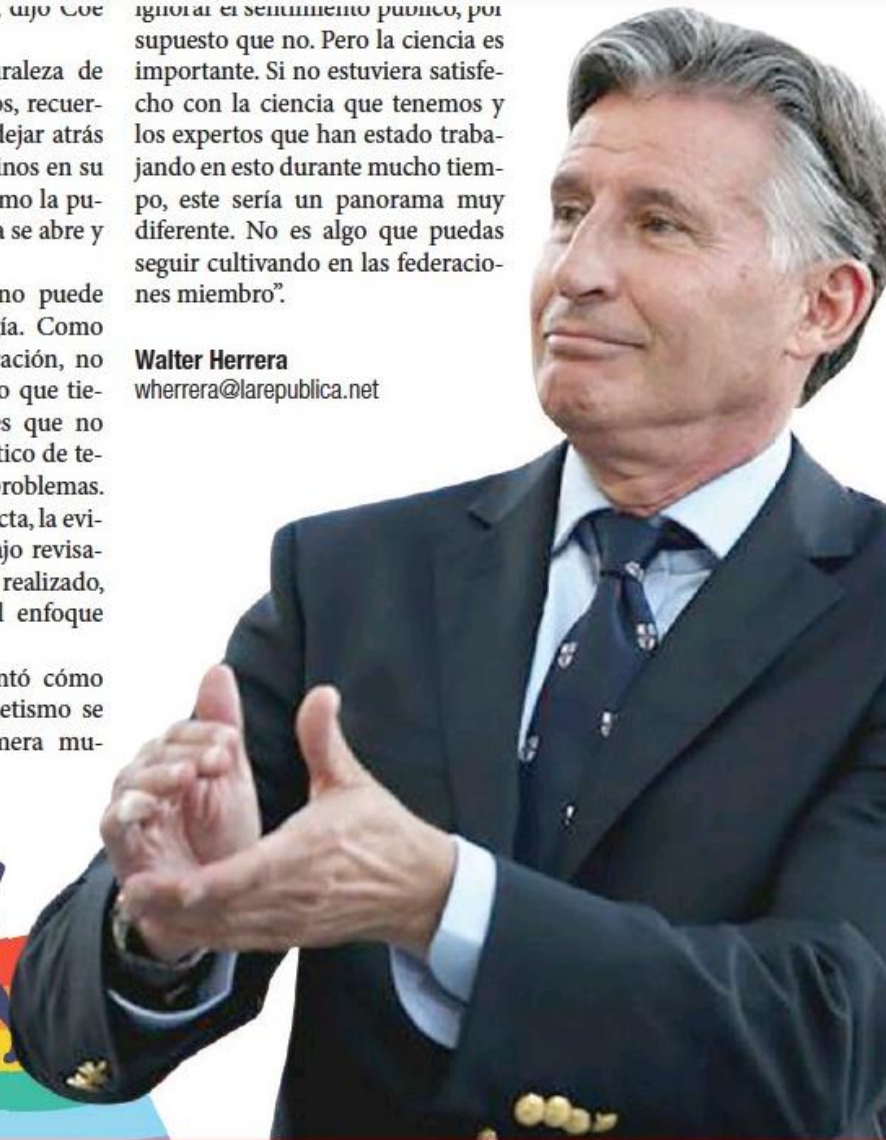 dijo Coe
raleza de
os, recuer-
dejar atrás
inos en su
mo la pu-
a se abre y
no puede
ía. Como
ación, no
o que tie-
s que no
tico de te-
roblemas.
cta, la evi-
jo revisa-
realizado,
l enfoque
ntó cómo
etismo se
nera mu-
ignorar el sentimiento público, por
supuesto que no. Pero la ciencia es
importante. Si no estuviera satisfe-
cho con la ciencia que tenemos y
los expertos que han estado traba-
jando en esto durante mucho tiem-
po, este sería un panorama muy
diferente. No es algo que puedas
seguir cultivando en las federacio-
nes miembro”.
Walter Herrera
wherrera@larepublica.net